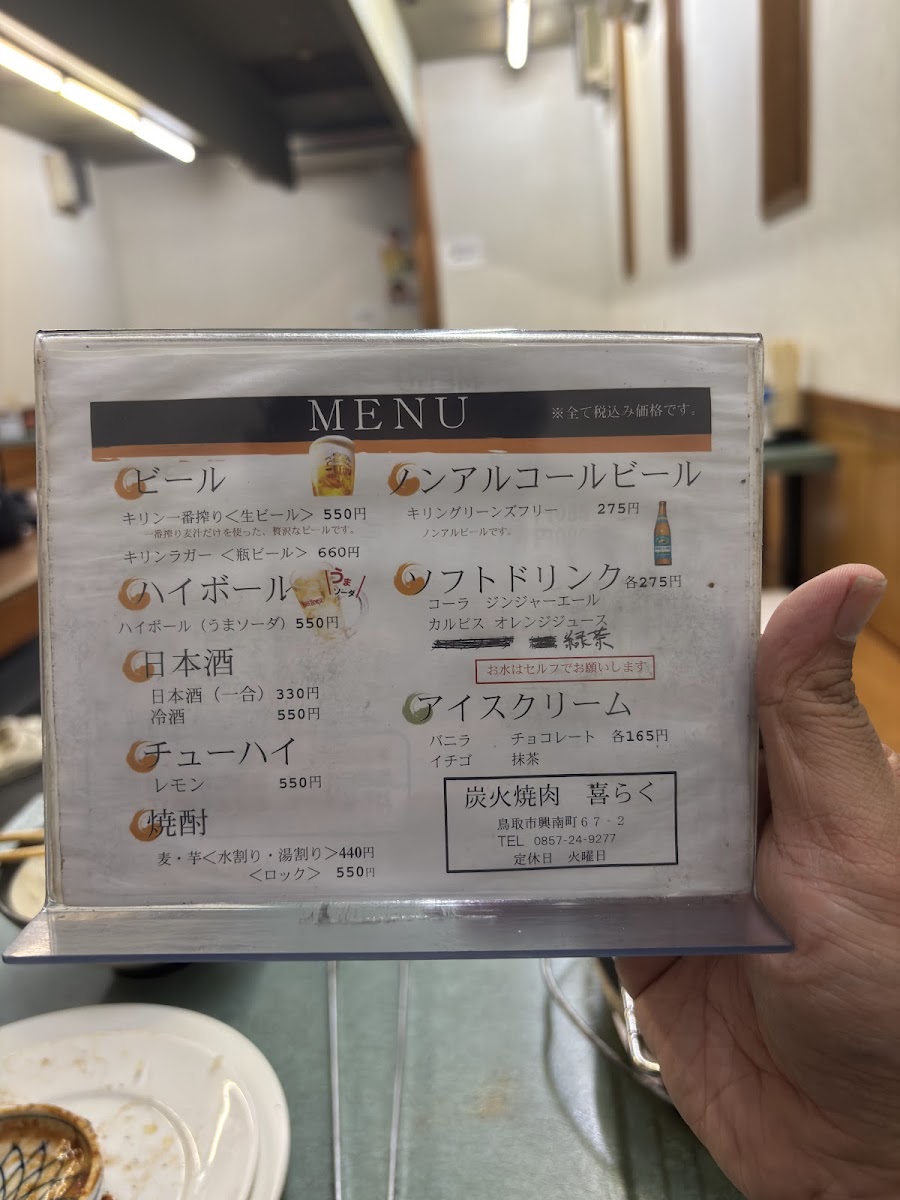 MENU
※全て税込み価格です。
ビール
キリン一番搾り＜生ビール＞ 550円
一番搾り麦汁だけを使った、贅沢なビールです。
キリンラガー ＜瓶ビール＞ 660円
ハイボール
うま
ソーダ
ハイボール（うまソーダ）550円
日本酒
日本酒（一合）330円
冷酒 550円
チューハイ
レモン 550円
焼酎
麦・芋＜水割り・湯割り＞440円
＜ロック＞ 550円
ノンアルコールビール
キリングリーンズフリー 275円
ノンアルビールです。
ソフトドリンク 各275円
コーラ ジンジャーエール
カルピス オレンジジュース
緑茶
お水はセルフでお願いします
アイスクリーム
バニラ チョコレート 各165円
イチゴ 抹茶
炭火焼肉 喜らく
鳥取市興南町６７‐２
TEL 0857-24-9277
定休日 火曜日